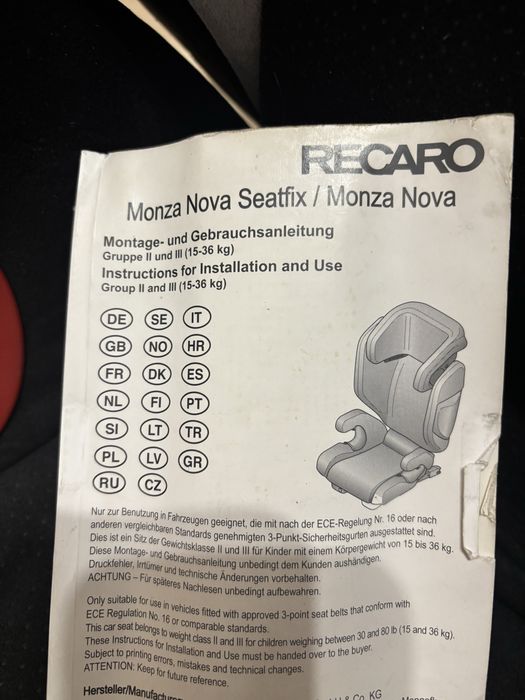 RECARO
Monza Nova Seatfix / Monza Nova
Montage- und Gebrauchsanleitung
Gruppe II und III (15-36 kg)
Instructions for Installation and Use
Group II and III (15-36 kg)
DE SE IT
GB NO HR
FR DK ES
NL FI PT
SI LT TR
PL LV GR
RU CZ
Nur zur Benutzung in Fahrzeugen geeignet, die mit nach der ECE-Regelung Nr. 16 oder nach
anderen vergleichbaren Standards genehmigten 3-Punkt-Sicherheitsgurten ausgestattet sind.
Dies ist ein Sitz der Gewichtsklasse II und III für Kinder mit einem Körpergewicht von 15 bis 36 kg.
Diese Montage- und Gebrauchsanleitung unbedingt dem Kunden aushändigen.
Druckfehler, Irrtümer und technische Änderungen vorbehalten.
ACHTUNG – Für späteres Nachlesen unbedingt aufbewahren.
Only suitable for use in vehicles fitted with approved 3-point seat belts that conform with
ECE Regulation No. 16 or comparable standards.
This car seat belongs to weight class II and III for children weighing between 30 and 80 lb (15 and 36 kg).
These Instructions for Installation and Use must be handed over to the buyer.
Subject to printing errors, mistakes and technical changes.
ATTENTION: Keep for future reference.
Hersteller/Manufactu & Co. KG